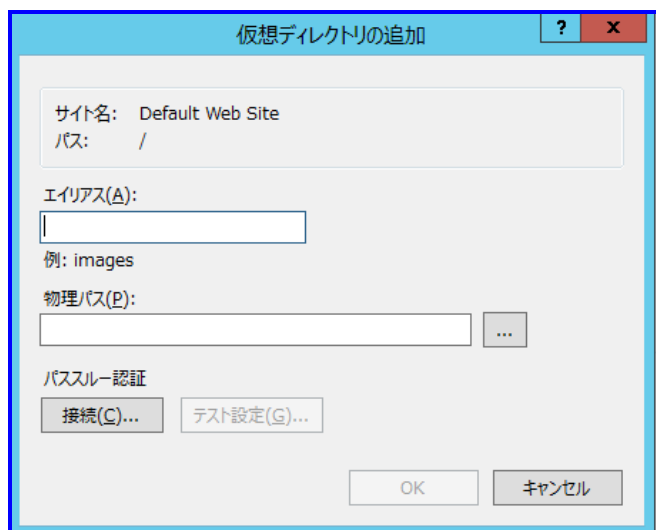 仮想ディレクトリの追加
? x
サイト名: Default Web Site
パス: /
エイリアス(A):
例: images
物理パス(P):
...
パススルー認証
接続(C)... テスト設定(G)...
OK キャンセル